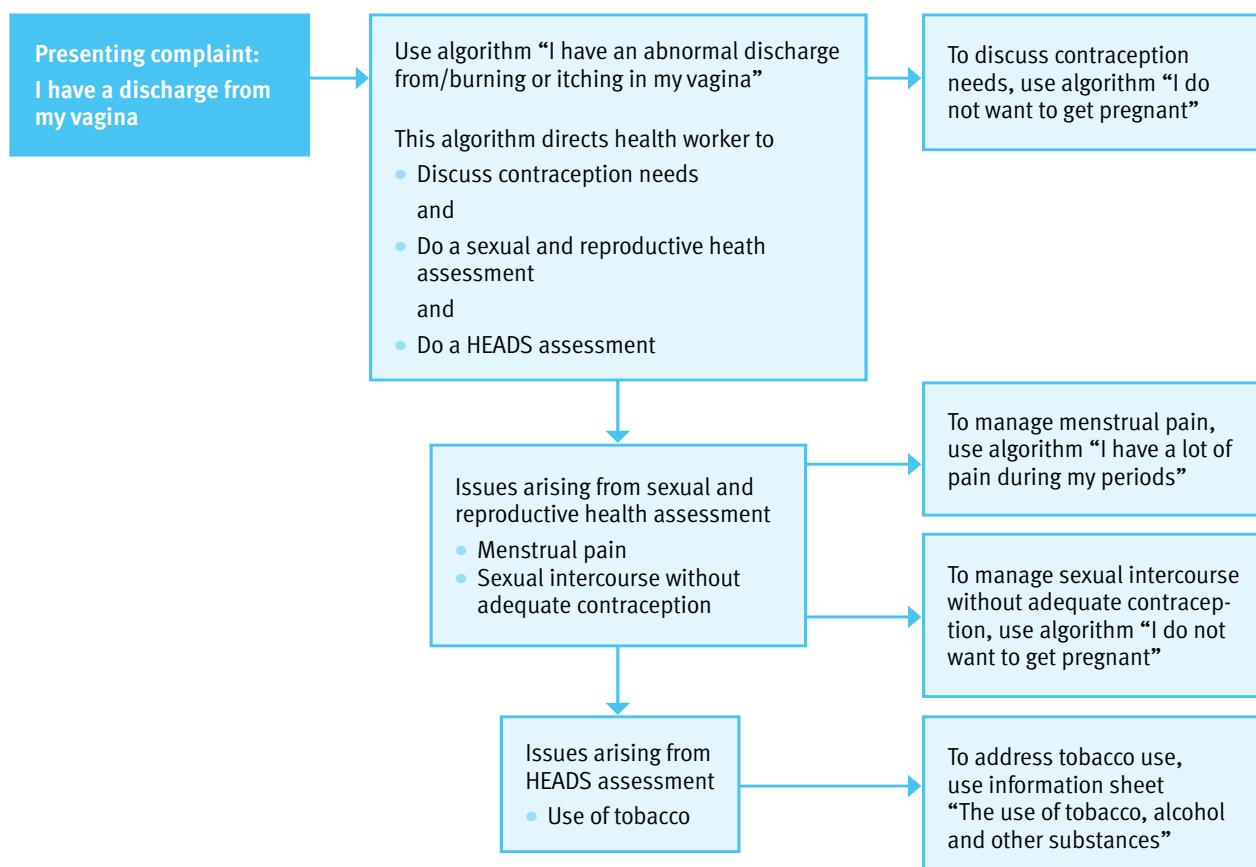 Presenting complaint:
I have a discharge from
my vagina
Use algorithm “I have an abnormal discharge
from/burning or itching in my vagina”
This algorithm directs health worker to
• Discuss contraception needs
and
• Do a sexual and reproductive heath
assessment
and
• Do a HEADS assessment
To discuss contraception
needs, use algorithm “I do
not want to get pregnant”
Issues arising from sexual and
reproductive health assessment
• Menstrual pain
• Sexual intercourse without
adequate contraception
To manage menstrual pain,
use algorithm “I have a lot of
pain during my periods”
To manage sexual intercourse
without adequate contracep-
tion, use algorithm “I do not
want to get pregnant”
Issues arising from
HEADS assessment
• Use of tobacco
To address tobacco use,
use information sheet
“The use of tobacco, alcohol
and other substances”